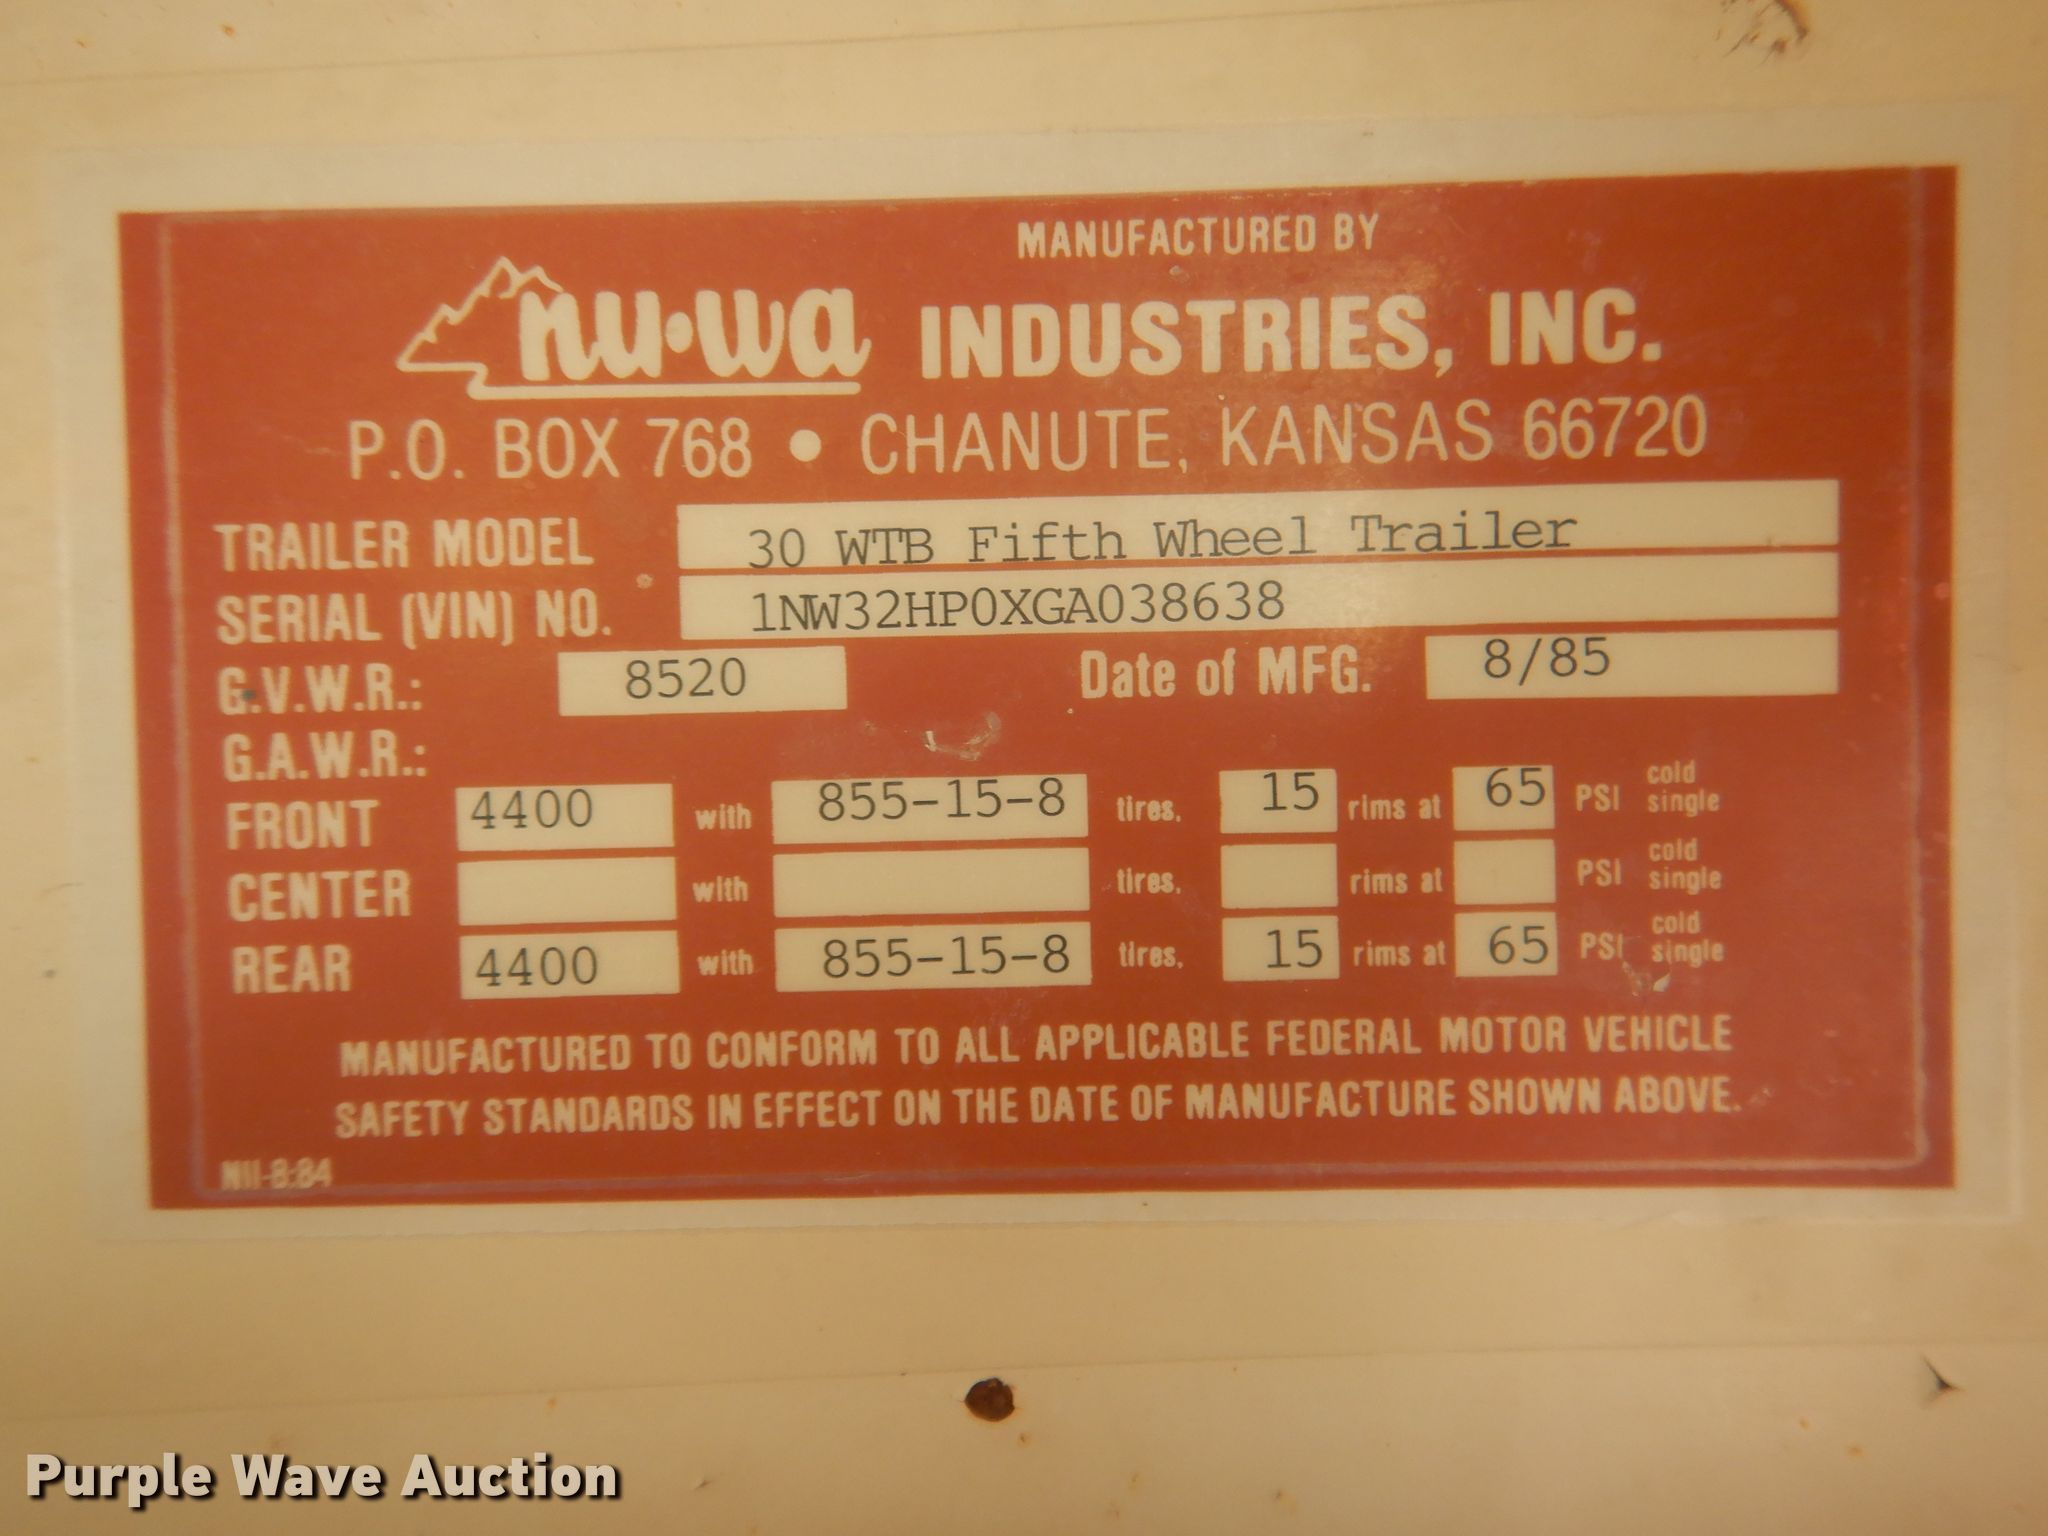 MANUFACTURED BY
nu·wa INDUSTRIES, INC.
P.O. BOX 768 • CHANUTE, KANSAS 66720
TRAILER MODEL 30 WTB Fifth Wheel Trailer
SERIAL (VIN) NO. 1NW32HP0XGA038638
G.V.W.R.: 8520 Date of MFG. 8/85
G.A.W.R.:
FRONT 4400 with 855-15-8 tires, 15 rims at 65 PSI cold single
CENTER with tires, rims at PSI cold single
REAR 4400 with 855-15-8 tires, 15 rims at 65 PSI cold single
MANUFACTURED TO CONFORM TO ALL APPLICABLE FEDERAL MOTOR VEHICLE
SAFETY STANDARDS IN EFFECT ON THE DATE OF MANUFACTURE SHOWN ABOVE.
NII-8:84
Purple Wave Auction